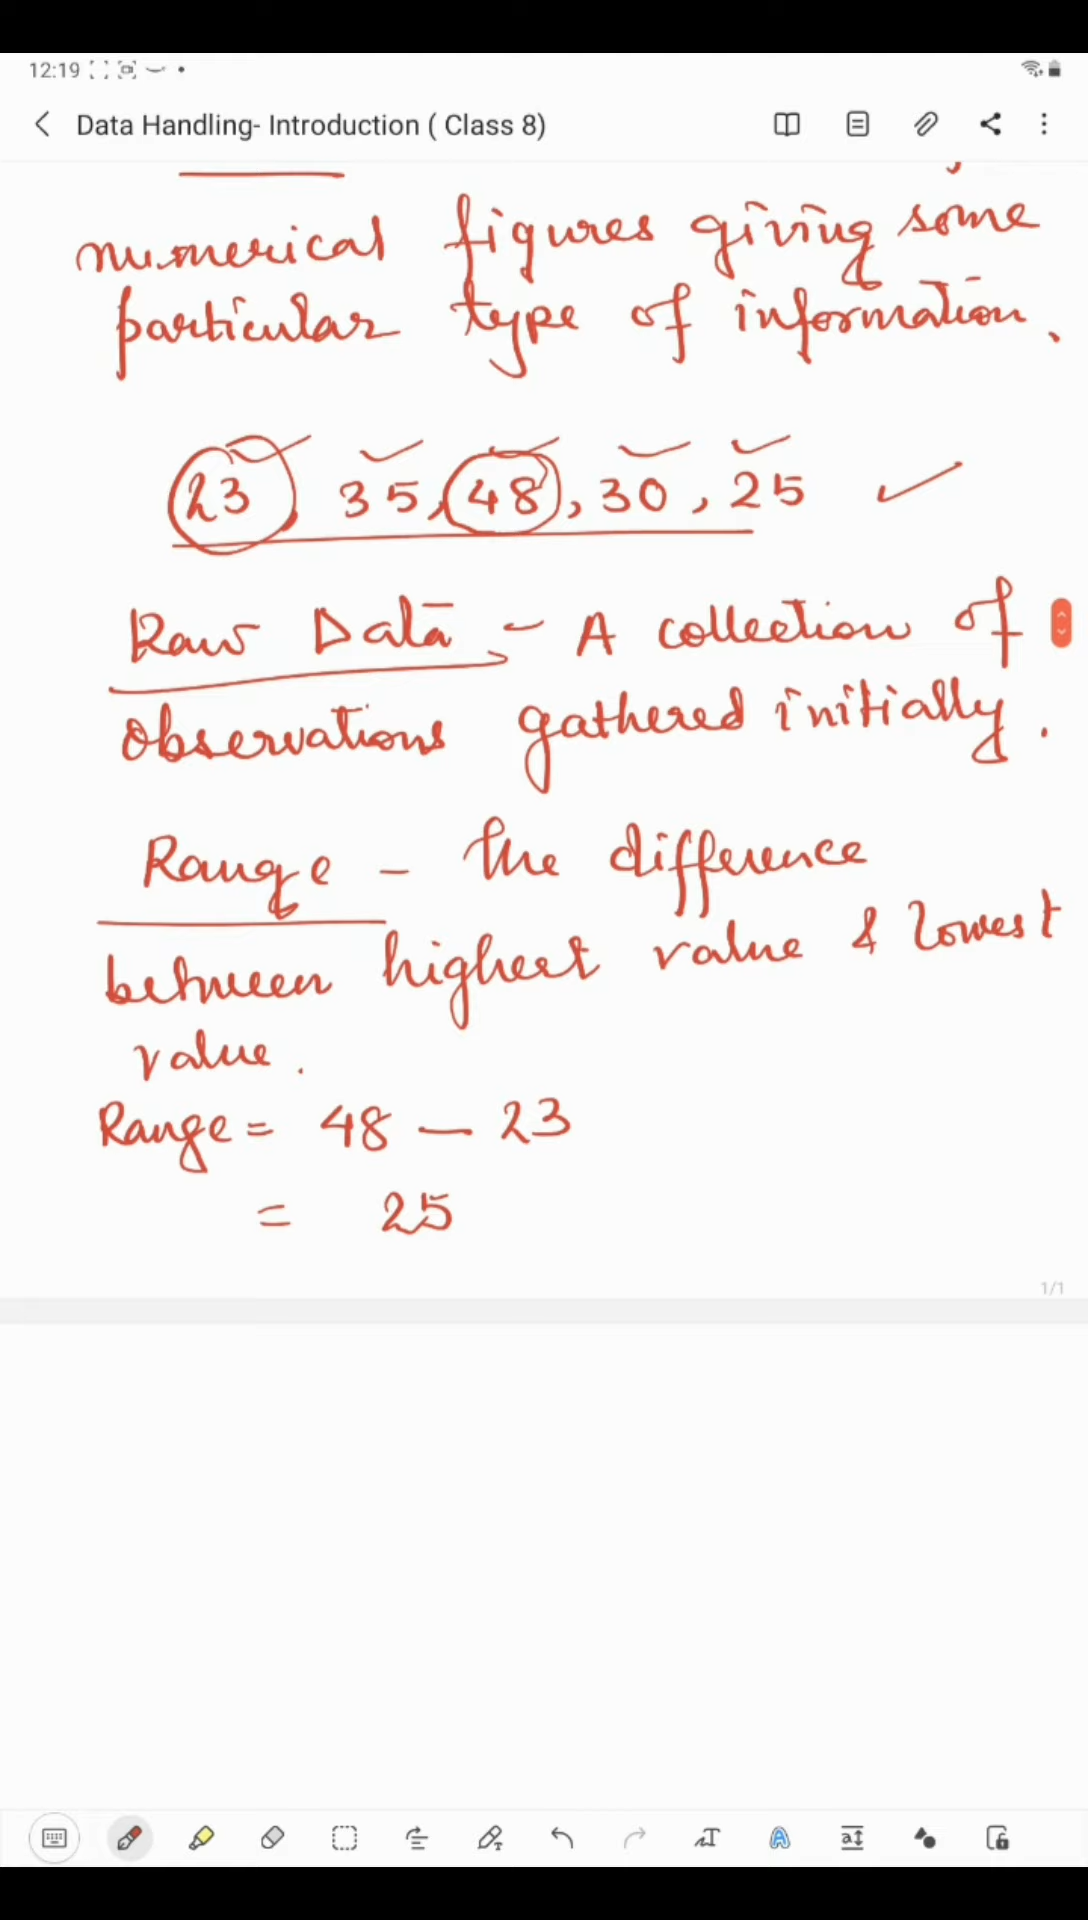 12:19
Data Handling- Introduction ( Class 8)
numerical figures giving some
particular type of information.
23, 35, 48, 30, 25
Raw Data - A collection of
observations gathered initially.
Range - The difference
between highest value & lowest
value.
Range = 48 - 23
= 25
1/1